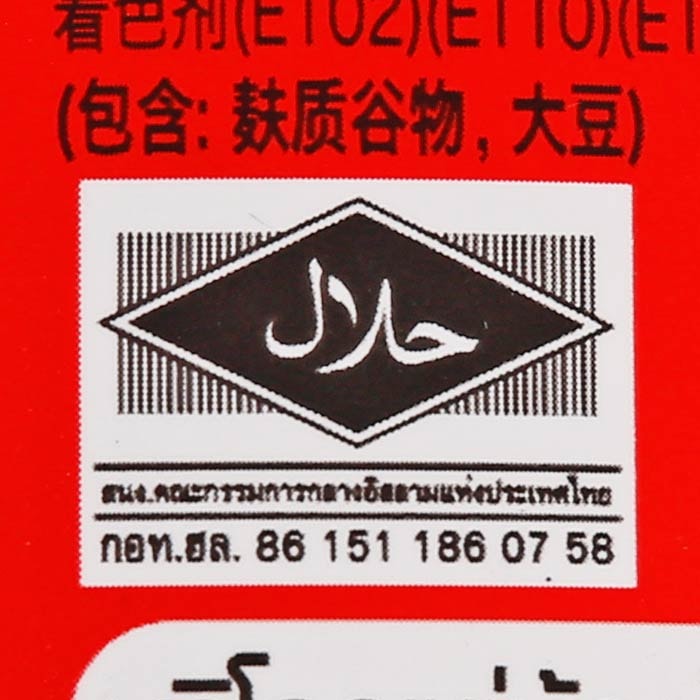 着色剂(E102)(E110)(E1
(包含: 麸质谷物, 大豆)
حلال
สนง.คณะกรรมการกลางอิสลามแห่งประเทศไทย
กอท.ฮล. 86 151 186 07 58